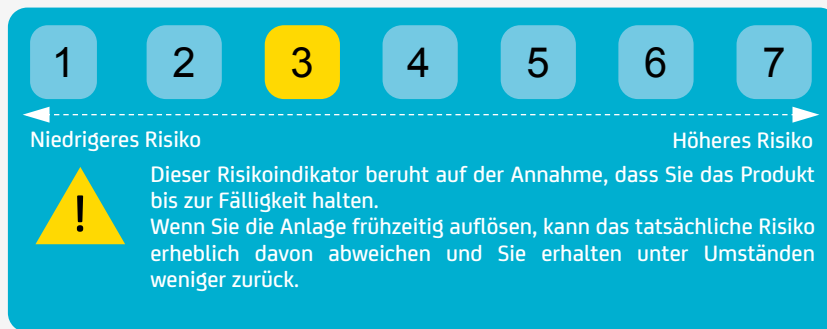 1 2 3 4 5 6 7
Niedrigeres Risiko Höheres Risiko
!
Dieser Risikoindikator beruht auf der Annahme, dass Sie das Produkt
bis zur Fälligkeit halten.
Wenn Sie die Anlage frühzeitig auflösen, kann das tatsächliche Risiko
erheblich davon abweichen und Sie erhalten unter Umständen
weniger zurück.